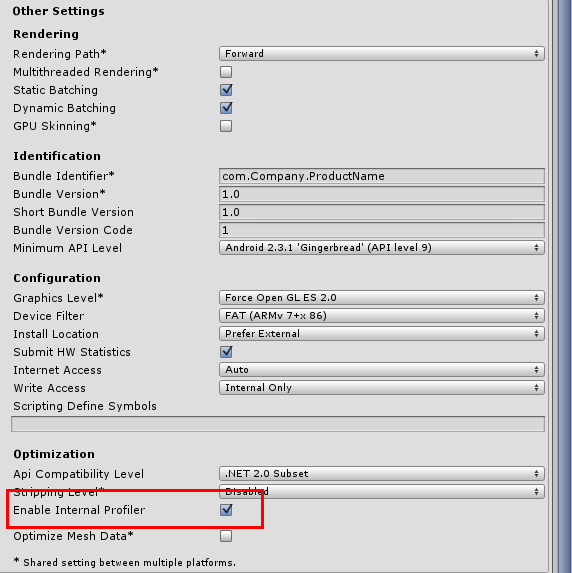 Other Settings
Rendering
Rendering Path* Forward
Multithreaded Rendering*
Static Batching
Dynamic Batching
GPU Skinning*
Identification
Bundle Identifier* com.Company.ProductName
Bundle Version* 1.0
Short Bundle Version 1.0
Bundle Version Code 1
Minimum API Level Android 2.3.1 'Gingerbread' (API level 9)
Configuration
Graphics Level* Force Open GL ES 2.0
Device Filter FAT (ARMv 7+x 86)
Install Location Prefer External
Submit HW Statistics
Internet Access Auto
Write Access Internal Only
Scripting Define Symbols
Optimization
Api Compatibility Level .NET 2.0 Subset
Stripping Level* Disabled
Enable Internal Profiler
Optimize Mesh Data*
* Shared setting between multiple platforms.